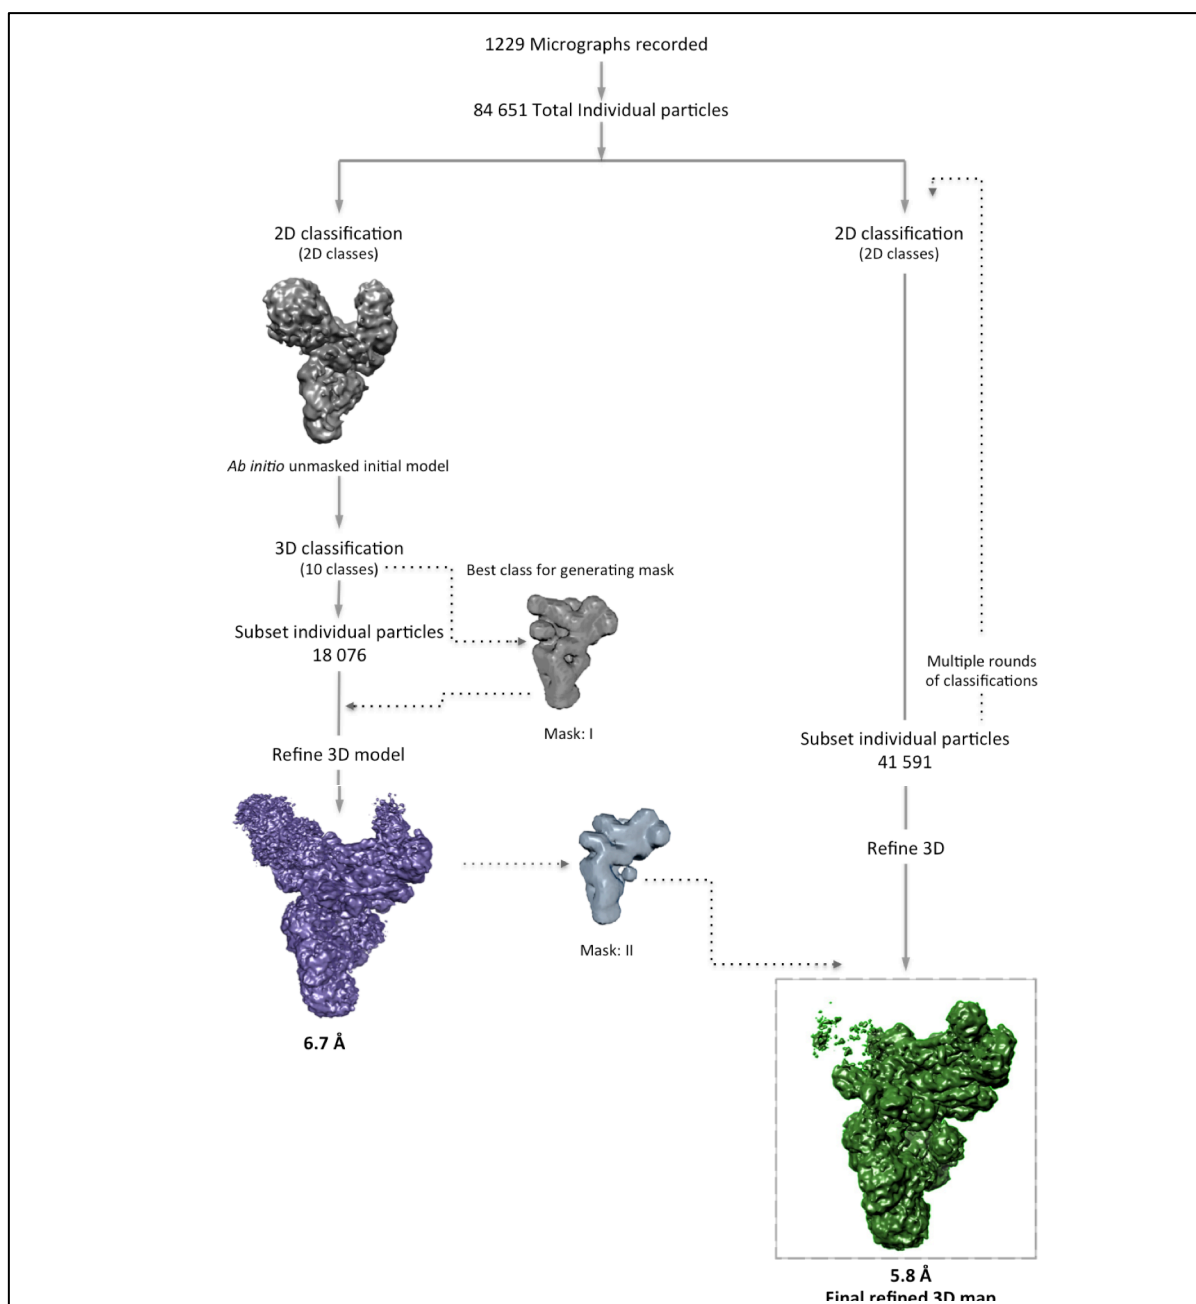 1229 Micrographs recorded
84 651 Total Individual particles
2D classification
(2D classes)
Ab initio unmasked initial model
3D classification
(10 classes)
Best class for generating mask
Subset individual particles
18 076
Mask: I
Refine 3D model
6.7 Å
Mask: II
2D classification
(2D classes)
Multiple rounds
of classifications
Subset individual particles
41 591
Refine 3D
5.8 Å
Final refined 3D map